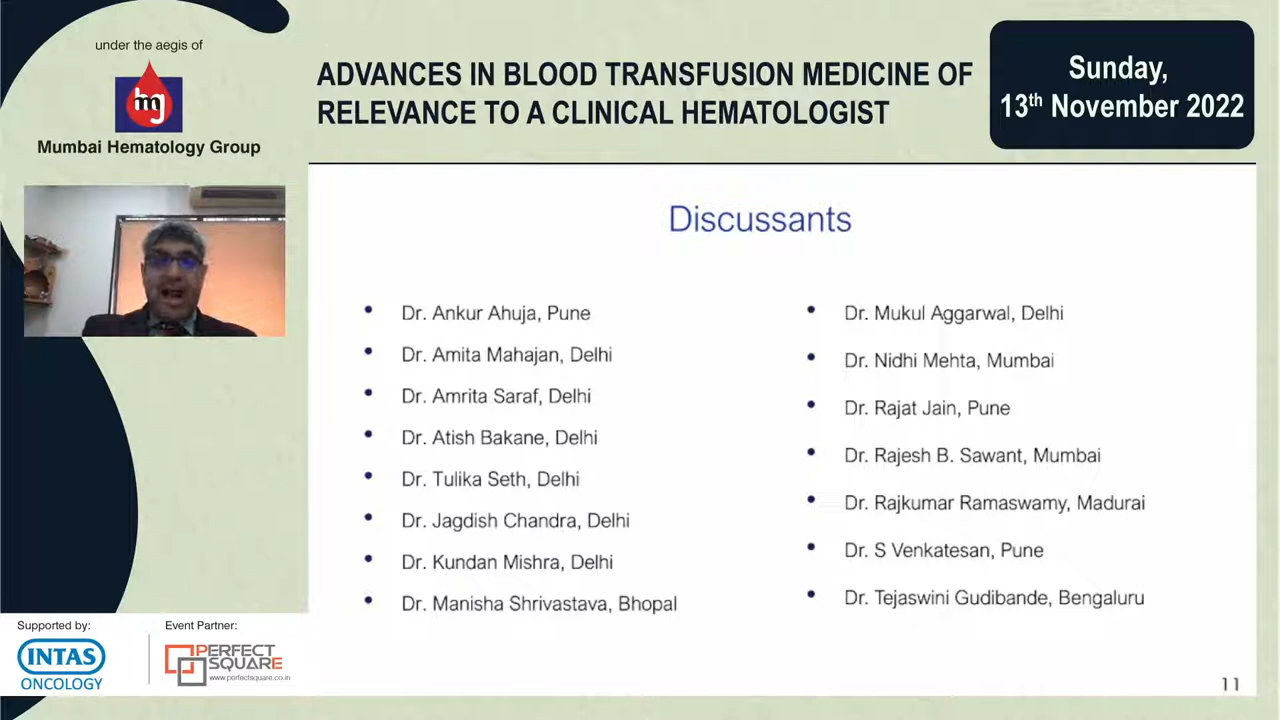 under the aegis of
hmg
Mumbai Hematology Group
ADVANCES IN BLOOD TRANSFUSION MEDICINE OF
RELEVANCE TO A CLINICAL HEMATOLOGIST
Sunday,
13th November 2022
Discussants
• Dr. Ankur Ahuja, Pune
• Dr. Amita Mahajan, Delhi
• Dr. Amrita Saraf, Delhi
• Dr. Atish Bakane, Delhi
• Dr. Tulika Seth, Delhi
• Dr. Jagdish Chandra, Delhi
• Dr. Kundan Mishra, Delhi
• Dr. Manisha Shrivastava, Bhopal
• Dr. Mukul Aggarwal, Delhi
• Dr. Nidhi Mehta, Mumbai
• Dr. Rajat Jain, Pune
• Dr. Rajesh B. Sawant, Mumbai
• Dr. Rajkumar Ramaswamy, Madurai
• Dr. S Venkatesan, Pune
• Dr. Tejaswini Gudibande, Bengaluru
Supported by:
INTAS
ONCOLOGY
Event Partner:
PERFECT
SQUARE
www.perfectsquare.co.in
11